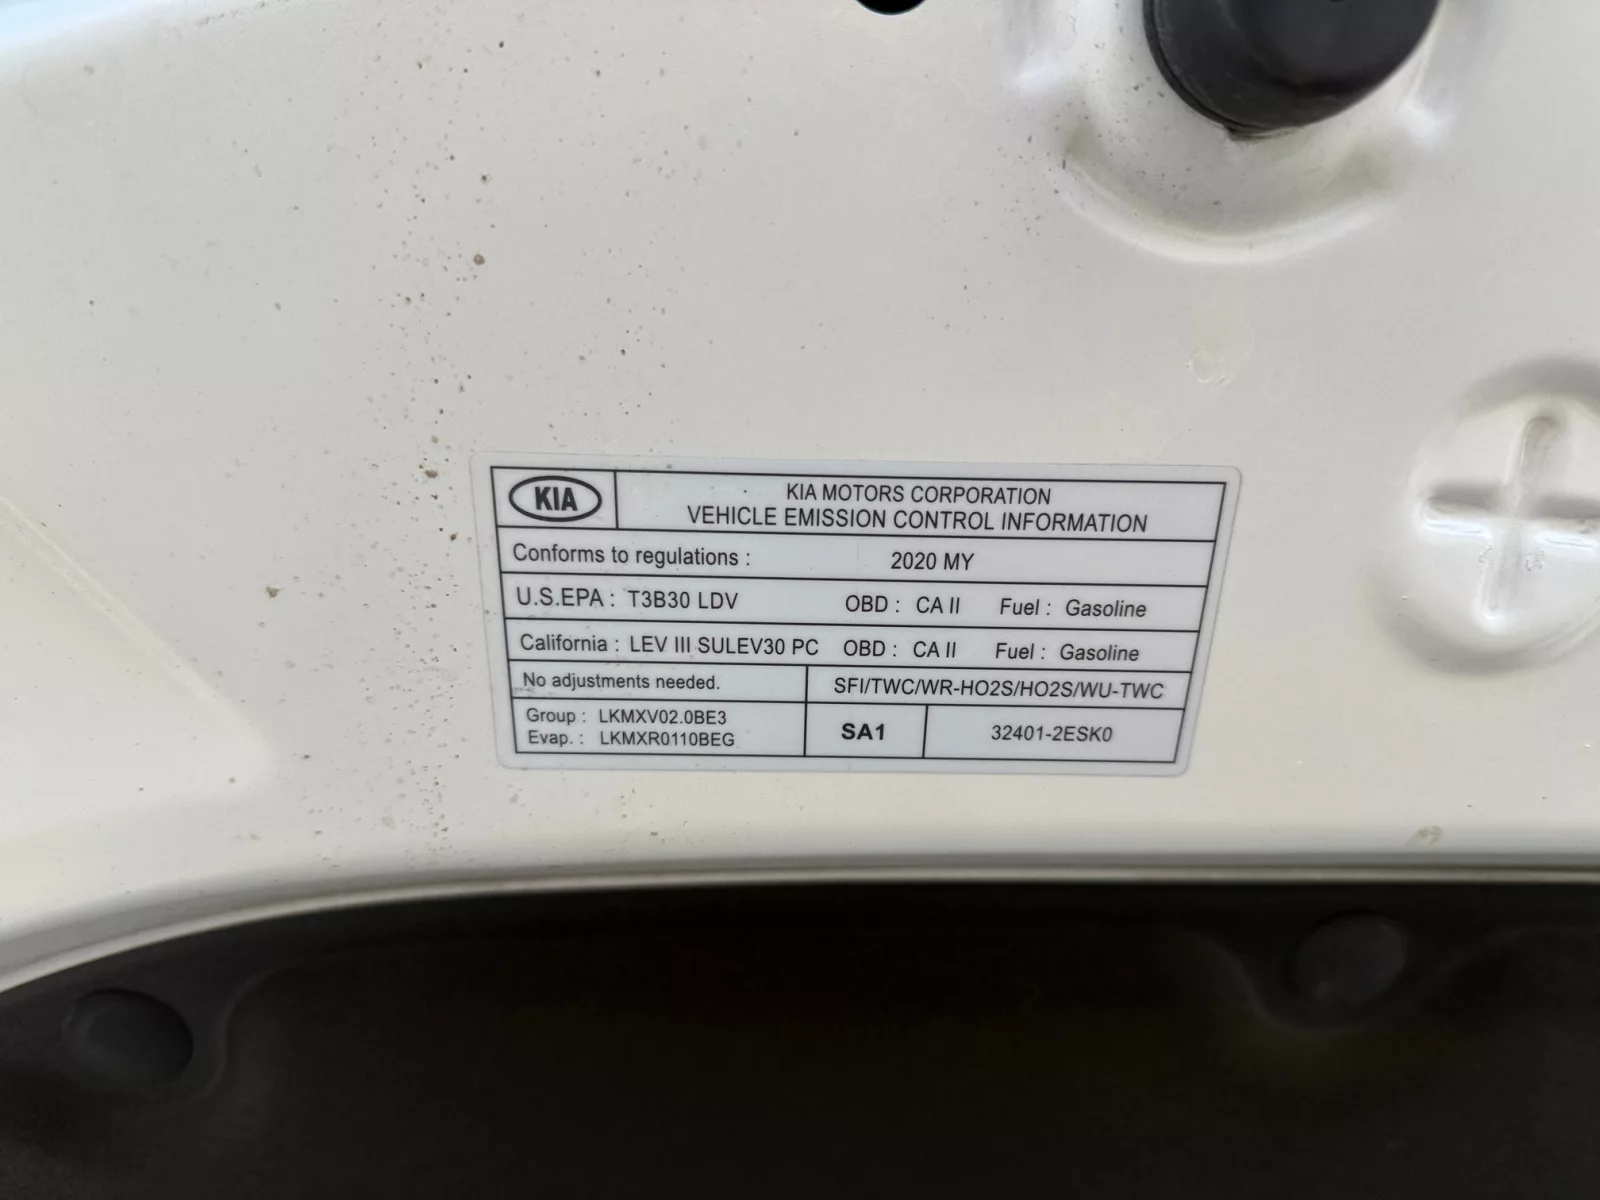 KIA
KIA MOTORS CORPORATION
VEHICLE EMISSION CONTROL INFORMATION
Conforms to regulations : 2020 MY
U.S.EPA : T3B30 LDV OBD : CA II Fuel : Gasoline
California : LEV III SULEV30 PC OBD : CA II Fuel : Gasoline
No adjustments needed. SFI/TWC/WR-HO2S/HO2S/WU-TWC
Group : LKMXV02.0BE3
Evap. : LKMXR0110BEG
SA1
32401-2ESK0